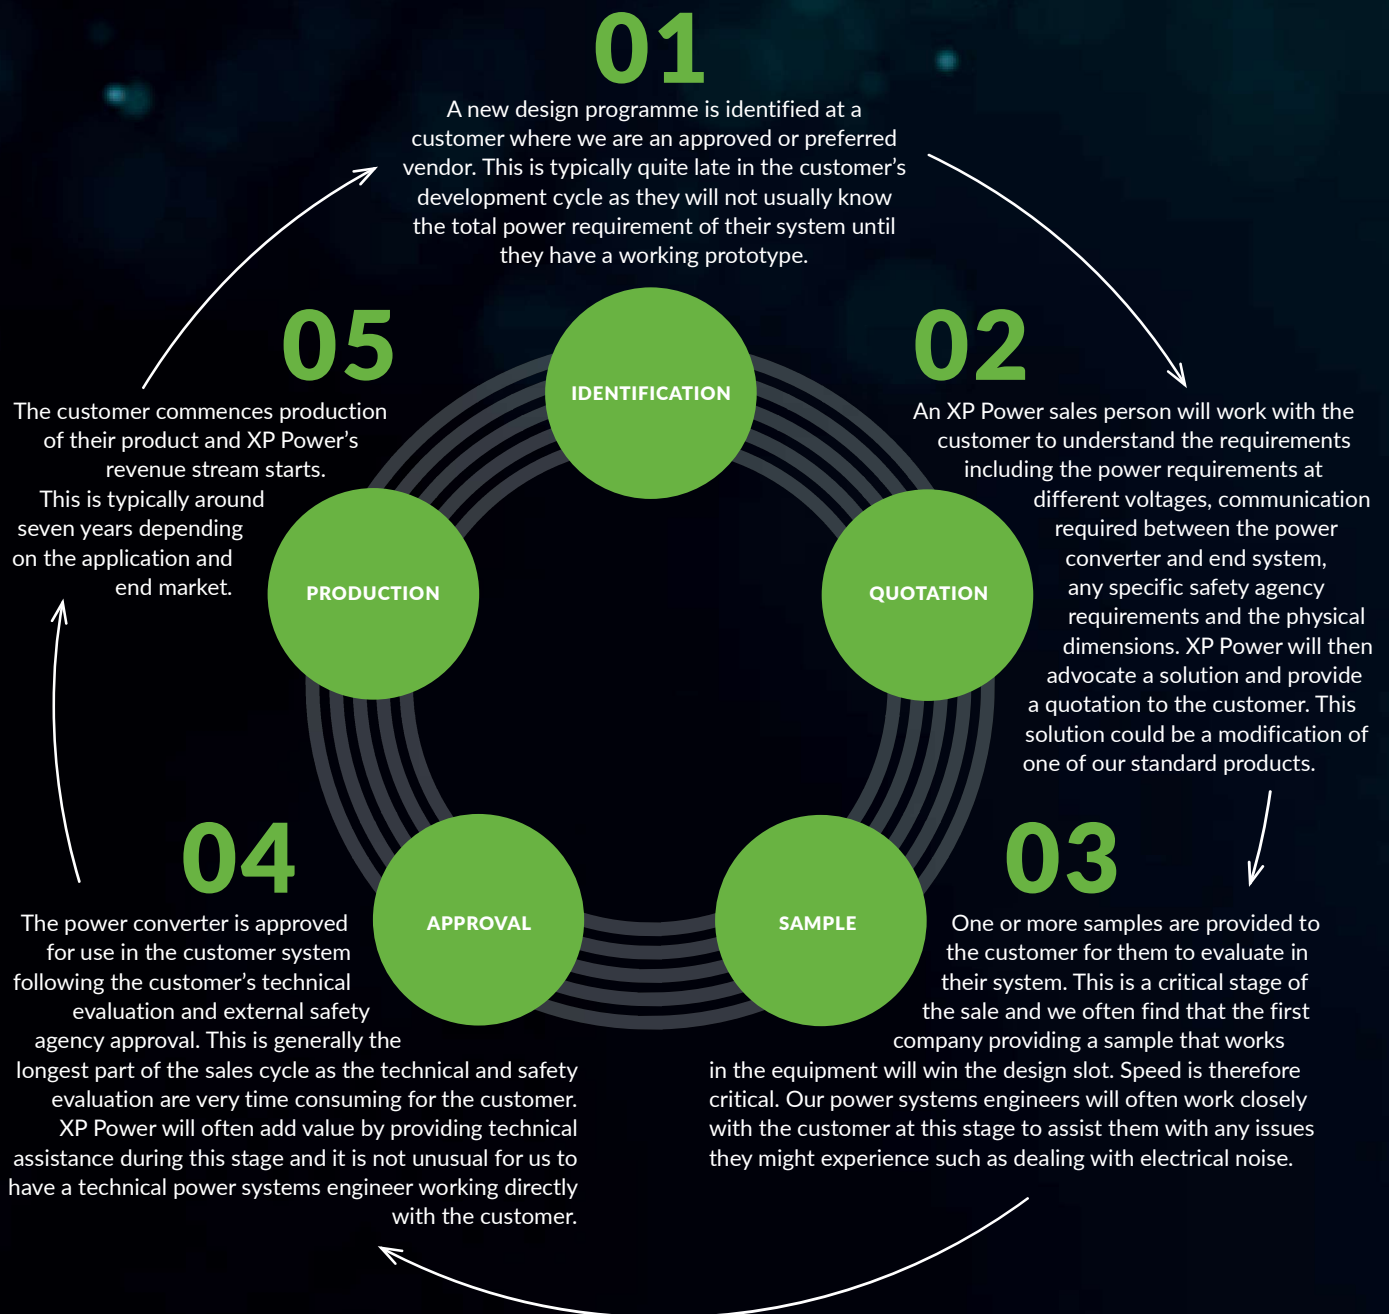 01
A new design programme is identified at a
customer where we are an approved or preferred
vendor. This is typically quite late in the customer’s
development cycle as they will not usually know
the total power requirement of their system until
they have a working prototype.
IDENTIFICATION
02
An XP Power sales person will work with the
customer to understand the requirements
including the power requirements at
different voltages, communication
required between the power
converter and end system,
any specific safety agency
requirements and the physical
dimensions. XP Power will then
advocate a solution and provide
a quotation to the customer. This
solution could be a modification of
one of our standard products.
QUOTATION
03
One or more samples are provided to
the customer for them to evaluate in
their system. This is a critical stage of
the sale and we often find that the first
company providing a sample that works
in the equipment will win the design slot. Speed is therefore
critical. Our power systems engineers will often work closely
with the customer at this stage to assist them with any issues
they might experience such as dealing with electrical noise.
SAMPLE
04
The power converter is approved
for use in the customer system
following the customer’s technical
evaluation and external safety
agency approval. This is generally the
longest part of the sales cycle as the technical and safety
evaluation are very time consuming for the customer.
XP Power will often add value by providing technical
assistance during this stage and it is not unusual for us to
have a technical power systems engineer working directly
with the customer.
APPROVAL
05
The customer commences production
of their product and XP Power’s
revenue stream starts.
This is typically around
seven years depending
on the application and
end market.
PRODUCTION